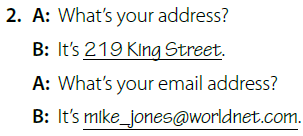 2. A: What's your address?
B: It's 219 King Street.
A: What's your email address?
B: It's mike_jones@worldnet.com.